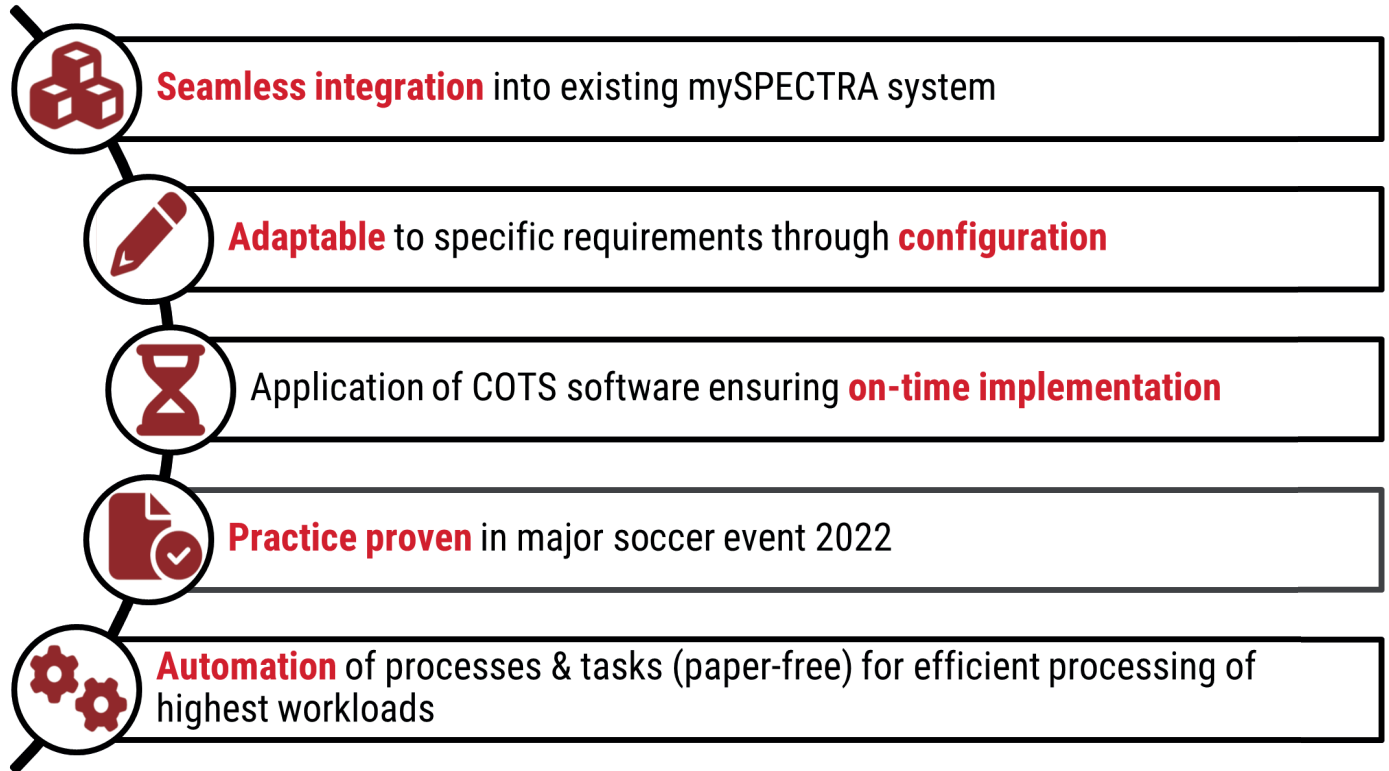 Seamless integration into existing mySPECTRA system
Adaptable to specific requirements through configuration
Application of COTS software ensuring on-time implementation
Practice proven in major soccer event 2022
Automation of processes & tasks (paper-free) for efficient processing of
highest workloads